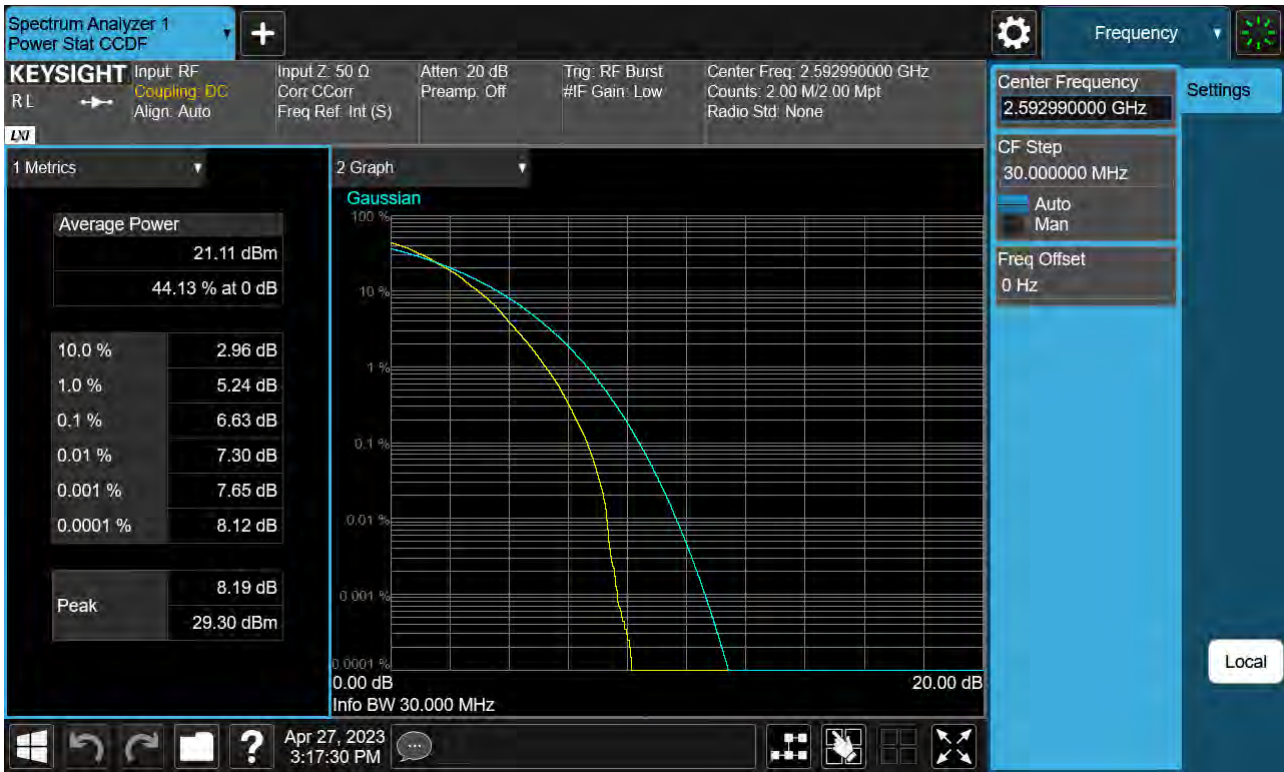 Spectrum Analyzer 1
Power Stat CCDF
Frequency
KEYSIGHT
R L
LXI
Input: RF
Coupling: DC
Align: Auto
Input Z: 50 Ω
Corr CCorr
Freq Ref: Int (S)
Atten: 20 dB
Preamp: Off
Trig: RF Burst
#IF Gain: Low
Center Freq: 2.592990000 GHz
Counts: 2.00 M/2.00 Mpt
Radio Std: None
Center Frequency
2.592990000 GHz
Settings
CF Step
30.000000 MHz
Auto
Man
Freq Offset
0 Hz
Local
1 Metrics
Average Power
21.11 dBm
44.13 % at 0 dB
10.0 % 2.96 dB
1.0 % 5.24 dB
0.1 % 6.63 dB
0.01 % 7.30 dB
0.001 % 7.65 dB
0.0001 % 8.12 dB
Peak 8.19 dB
29.30 dBm
2 Graph
Gaussian
100 %
10 %
1 %
0.1 %
0.01 %
0.001 %
0.0001 %
0.00 dB 20.00 dB
Info BW 30.000 MHz
?
Apr 27, 2023
3:17:30 PM